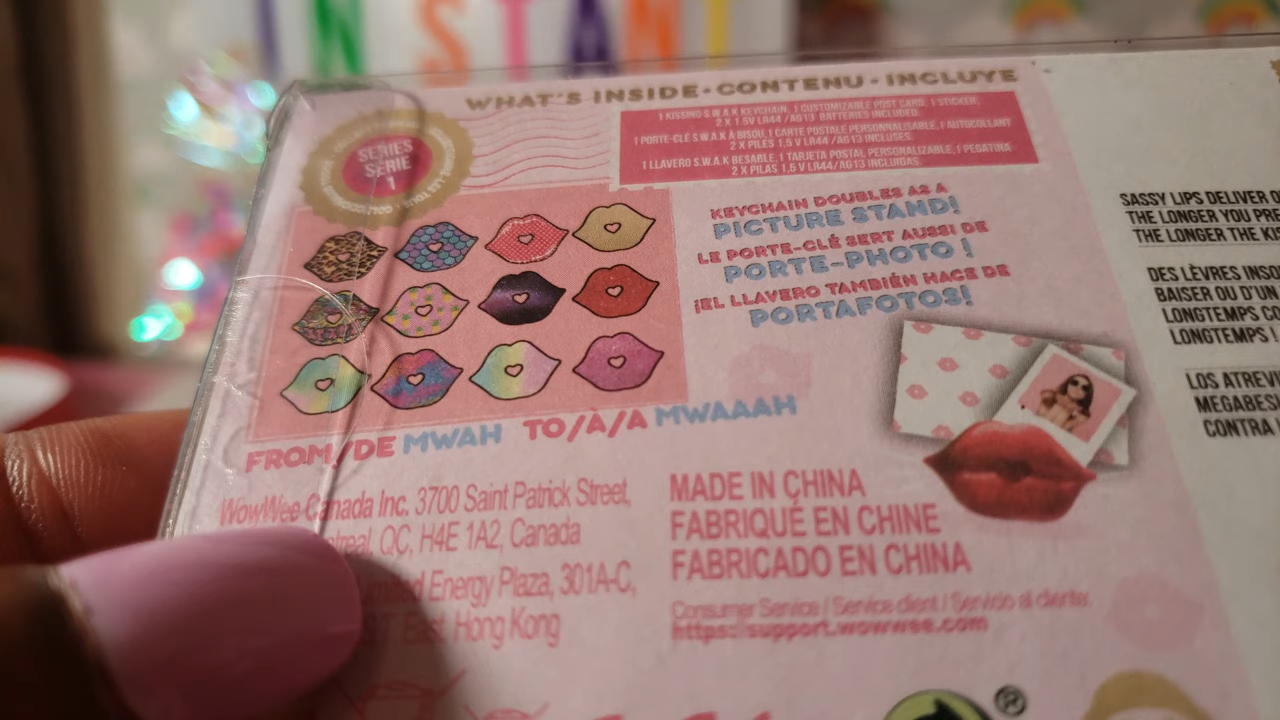 INSTANT
WHAT'S INSIDE • CONTENU • INCLUYE
1 KISSING S.W.A.K KEYCHAIN, 1 CUSTOMIZABLE POST CARD, 1 STICKER,
2 X 1.5V LR44 /AG13 BATTERIES INCLUDED.
1 PORTE-CLÉ S.W.A.K À BISOU, 1 CARTE POSTALE PERSONNALISABLE, 1 AUTOCOLLANT
2 X PILES 1,5 V LR44 /AG13 INCLUSES.
1 LLAVERO S.W.A.K BESABLE, 1 TARJETA POSTAL PERSONALIZABLE, 1 PEGATINA
2 X PILAS 1,5 V LR44/AG13 INCLUIDAS.
SERIES
SÉRIE
1
KEYCHAIN DOUBLES AS A
PICTURE STAND!
LE PORTE-CLÉ SERT AUSSI DE
PORTE-PHOTO !
¡EL LLAVERO TAMBIÉN HACE DE
PORTAFOTOS!
FROM/DE MWAH TO/À/A MWAAAH
WowWee Canada Inc. 3700 Saint Patrick Street,
QC, H4E 1A2, Canada
Energy Plaza, 301A-C,
East, Hong Kong
MADE IN CHINA
FABRIQUÉ EN CHINE
FABRICADO EN CHINA
Consumer Service / Service client / Servicio al cliente:
https://support.wowwee.com
®
SASSY LIPS DELIVER
THE LONGER YOU
THE LONGER THE
DES LÈVRES
BAISER OU D'UN
LONGTEMPS
LONGTEMPS !
LOS
CONTRA